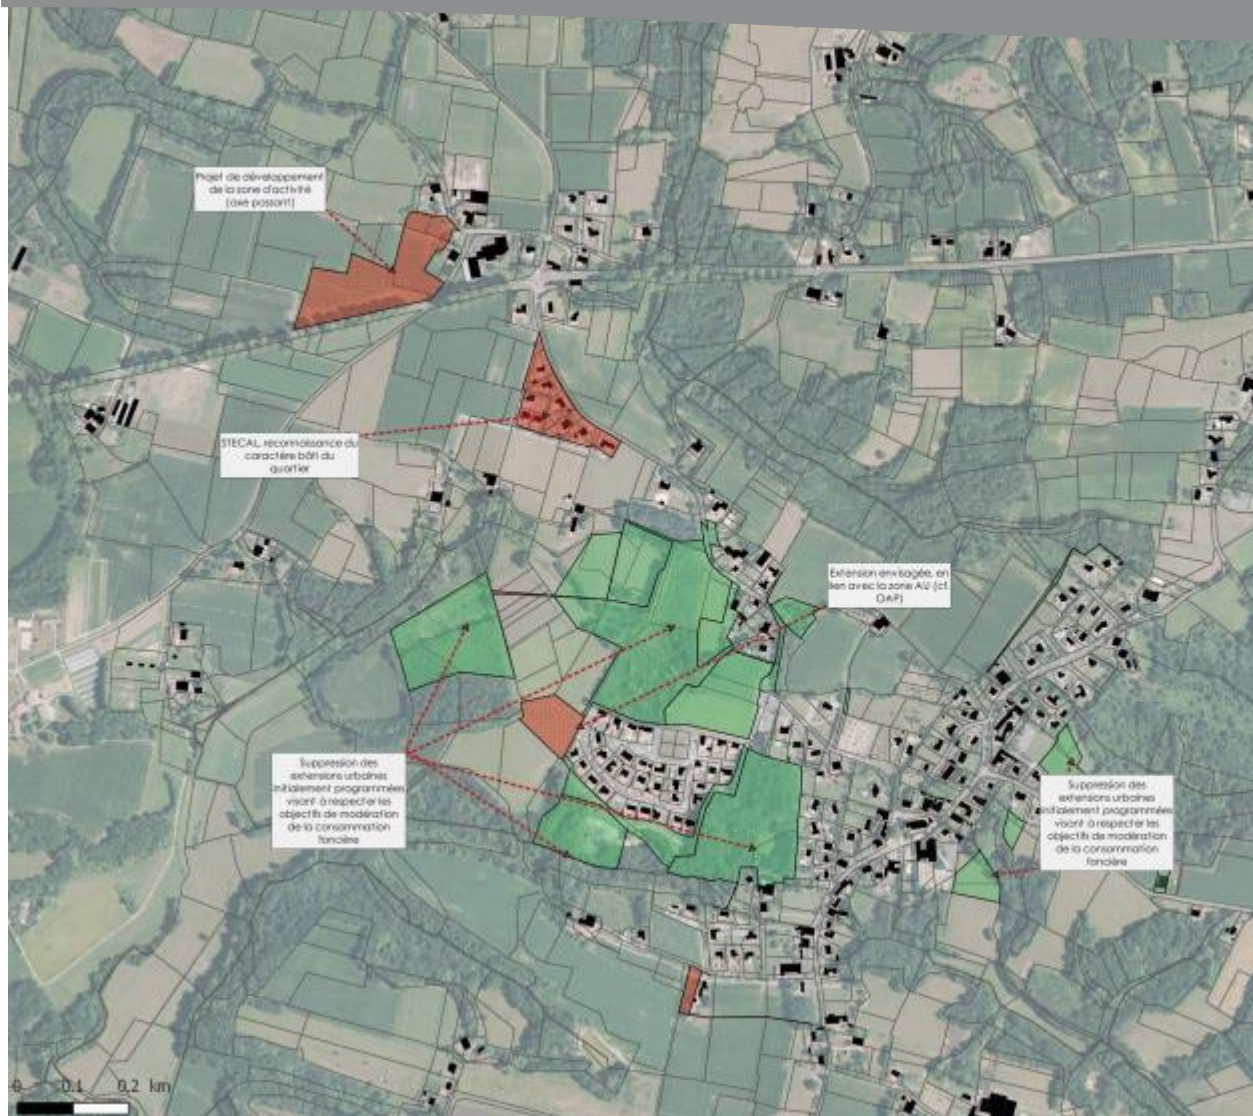 Projet de développement
de la zone d'activité
(axe passant)
STECAL, reconnaissance du
caractère bâti du
quartier
Extension envisagée, en
lien avec la zone AU (cf.
OAP)
Suppression des
extensions urbaines
initialement programmées
visant à respecter les
objectifs de modération
de la consommation
foncière
Suppression des
extensions urbaines
initialement programmées
visant à respecter les
objectifs de modération
de la consommation
foncière
0 0.1 0.2 km